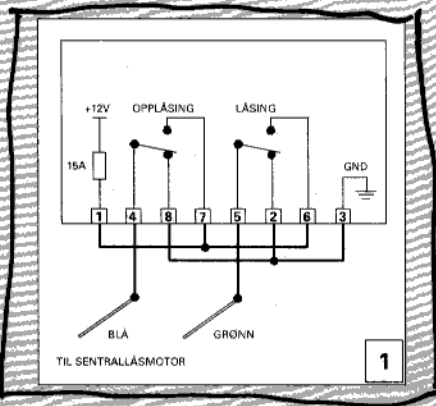 +12V OPPLÅSING LÅSING
15A GND
1 4 8 7 5 2 6 3
BLÅ GRØNN
TIL SENTRALLÅSMOTOR 1